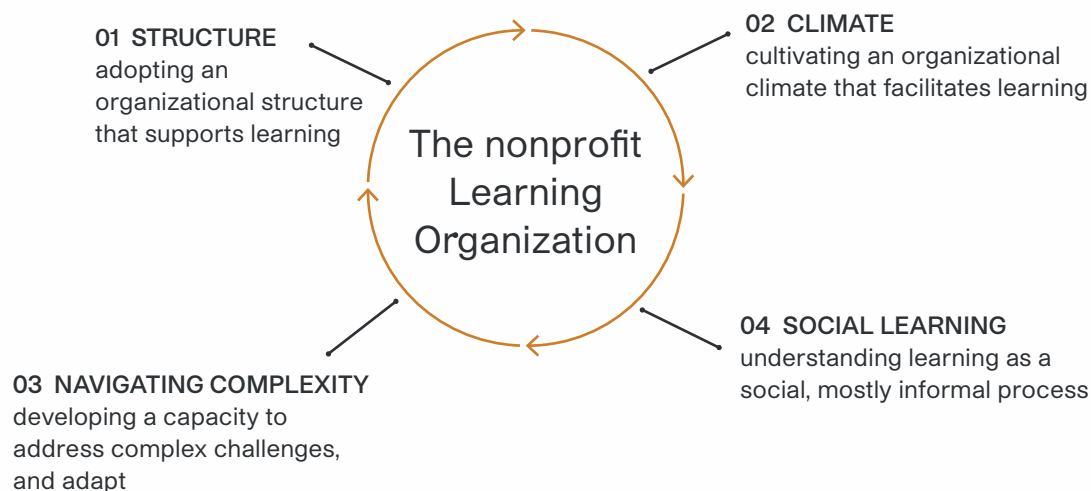 01 STRUCTURE
adopting an
organizational structure
that supports learning
02 CLIMATE
cultivating an organizational
climate that facilitates learning
The nonprofit
Learning
Organization
03 NAVIGATING COMPLEXITY
developing a capacity to
address complex challenges,
and adapt
04 SOCIAL LEARNING
understanding learning as a
social, mostly informal process